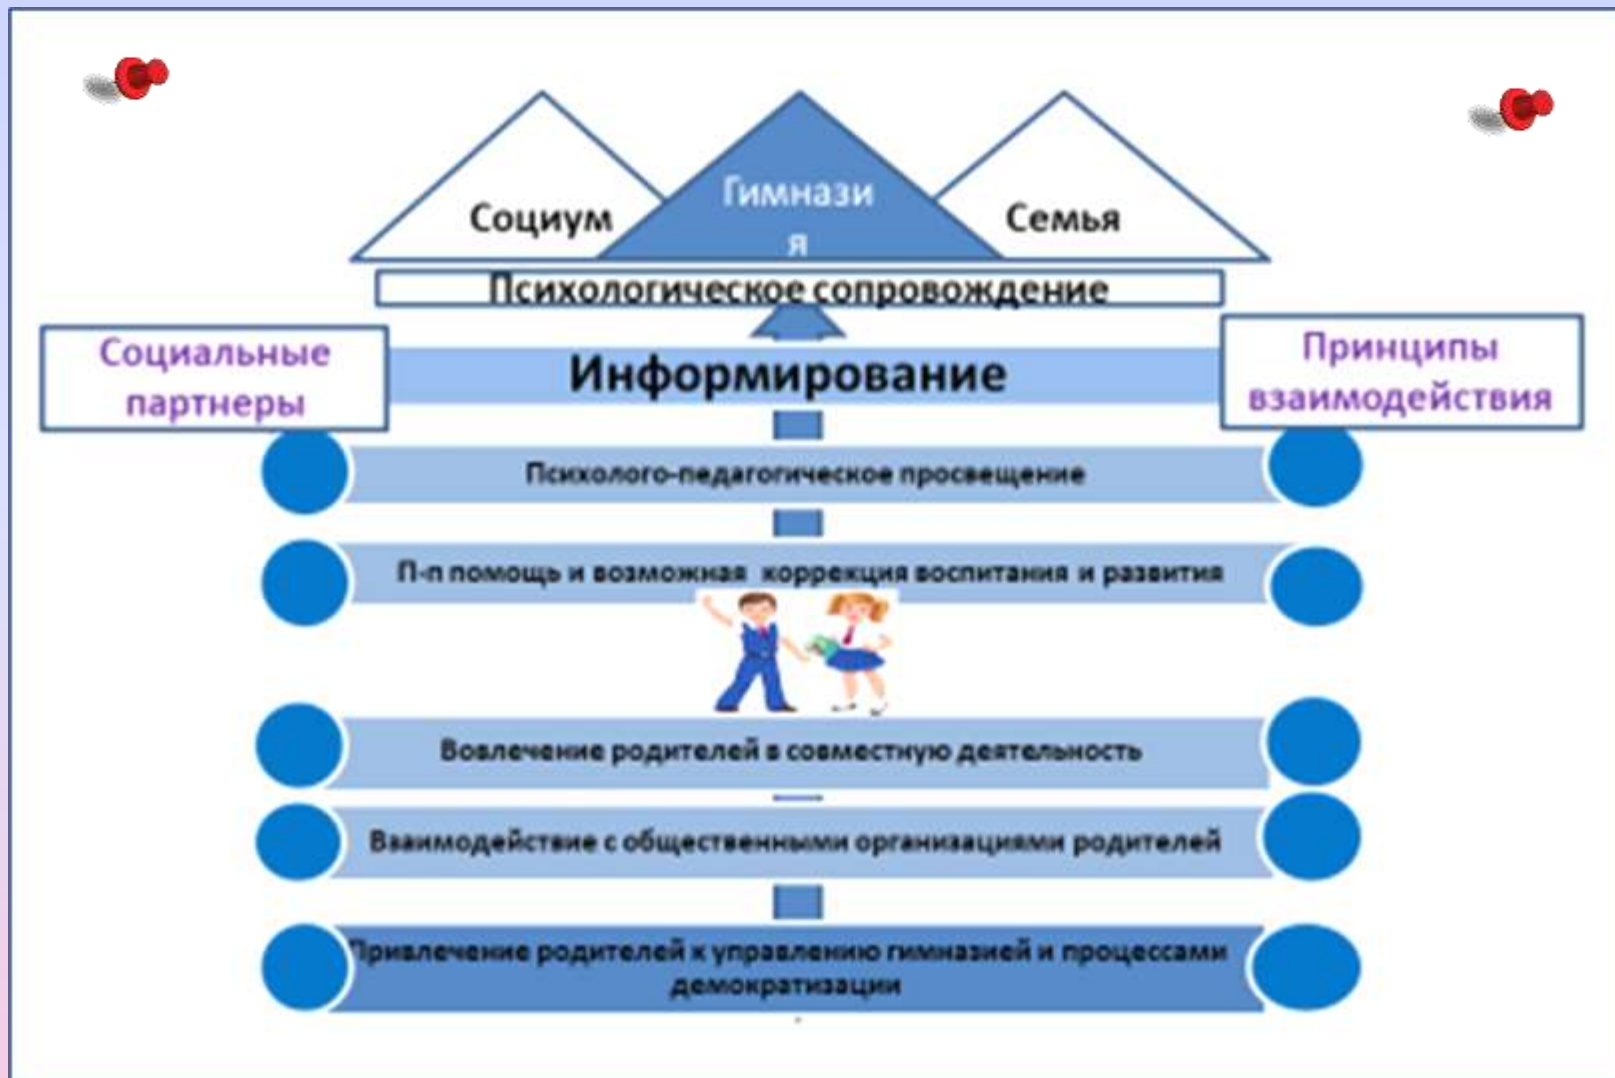 Социум
Гимнази
я
Семья
Психологическое сопровождение
Социальные
партнеры
Информирование
Принципы
взаимодействия
Психолого-педагогическое просвещение
П-п помощь и возможная коррекция воспитания и развития
Вовлечение родителей в совместную деятельность
Взаимодействие с общественными организациями родителей
Привлечение родителей к управлению гимназией и процессами
демократизации